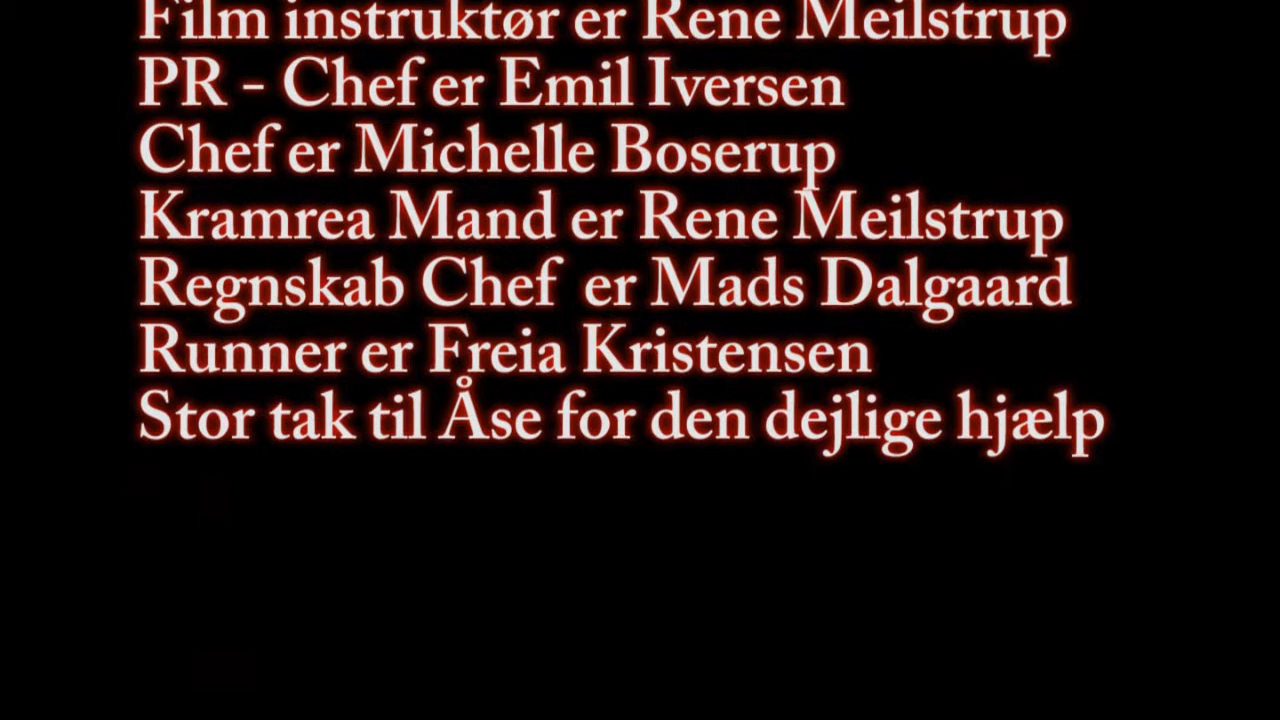 Film instruktør er Rene Meilstrup
PR - Chef er Emil Iversen
Chef er Michelle Boserup
Kramrea Mand er Rene Meilstrup
Regnskab Chef  er Mads Dalgaard
Runner er Freia Kristensen
Stor tak til Åse for den dejlige hjælp